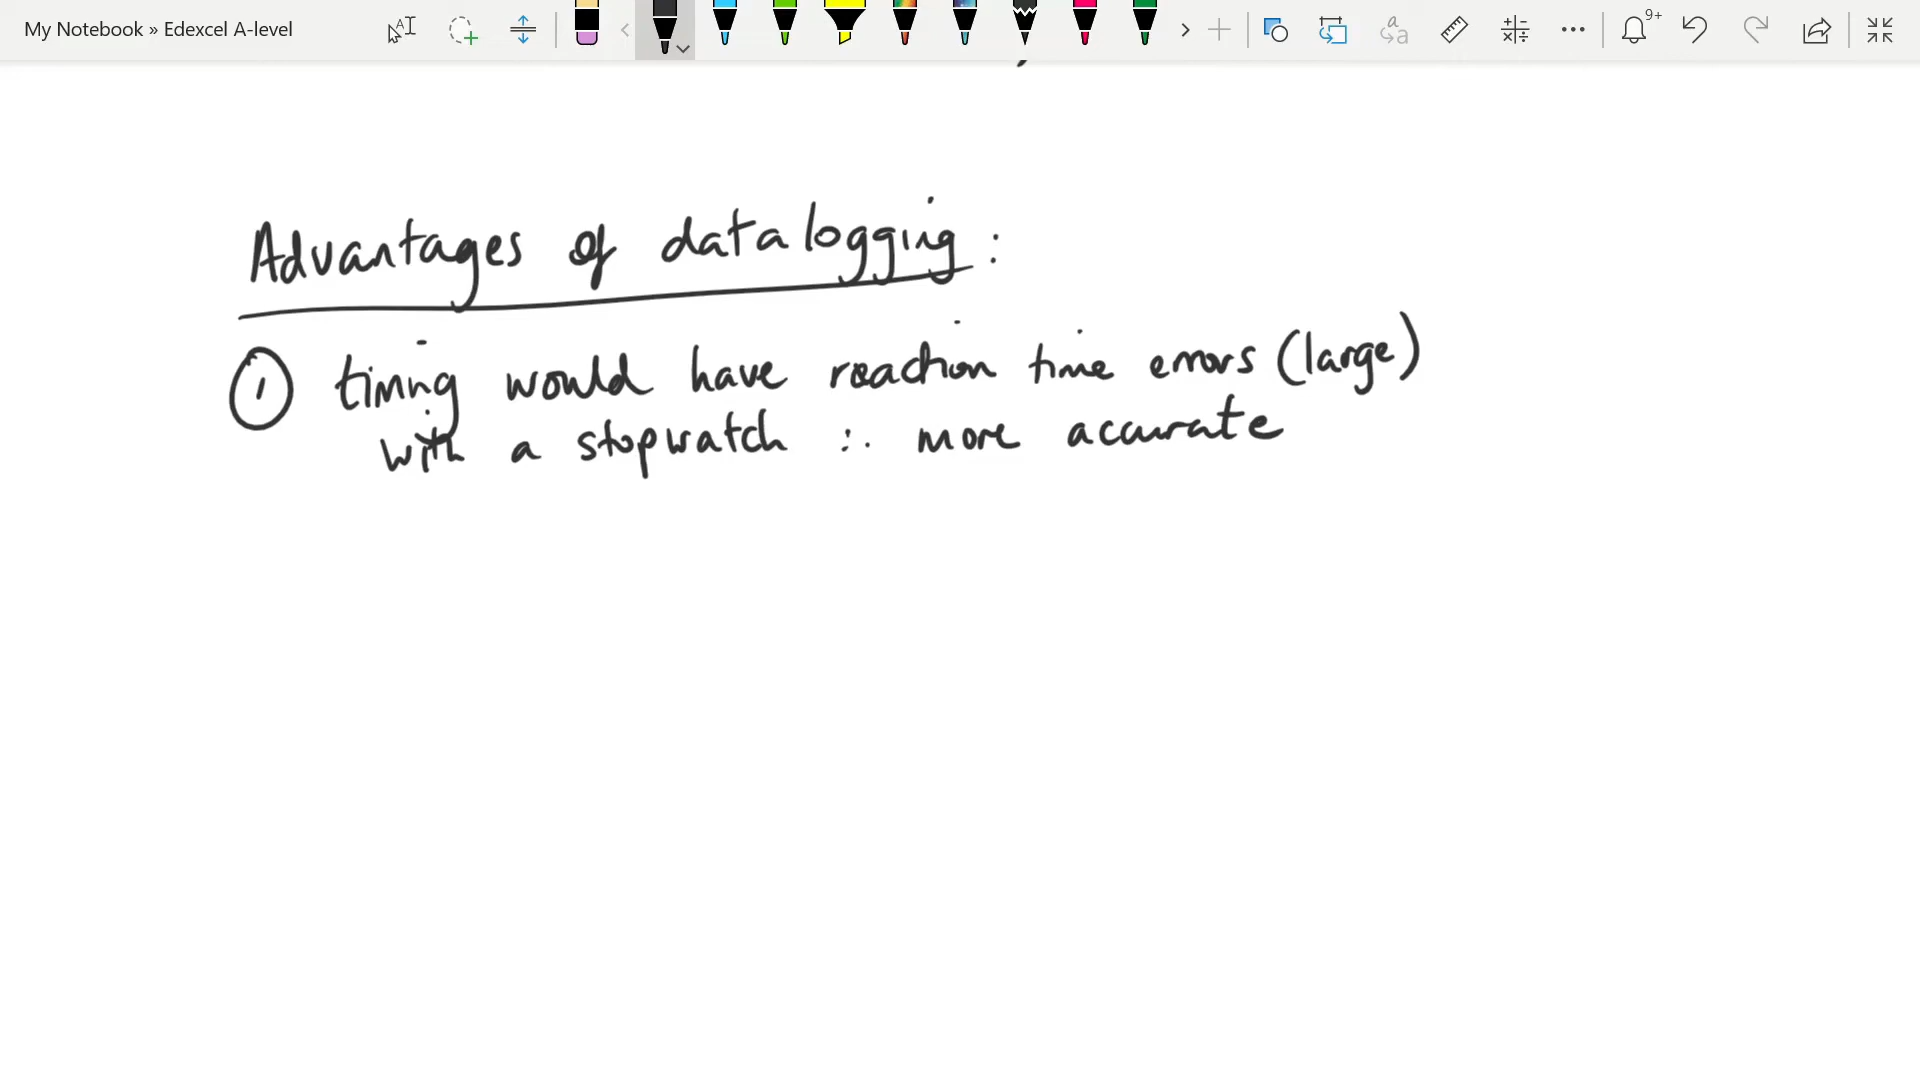 My Notebook » Edexcel A-level
9+
Advantages of data logging :
① timing would have reaction time errors (large)
with a stopwatch ∴ more accurate